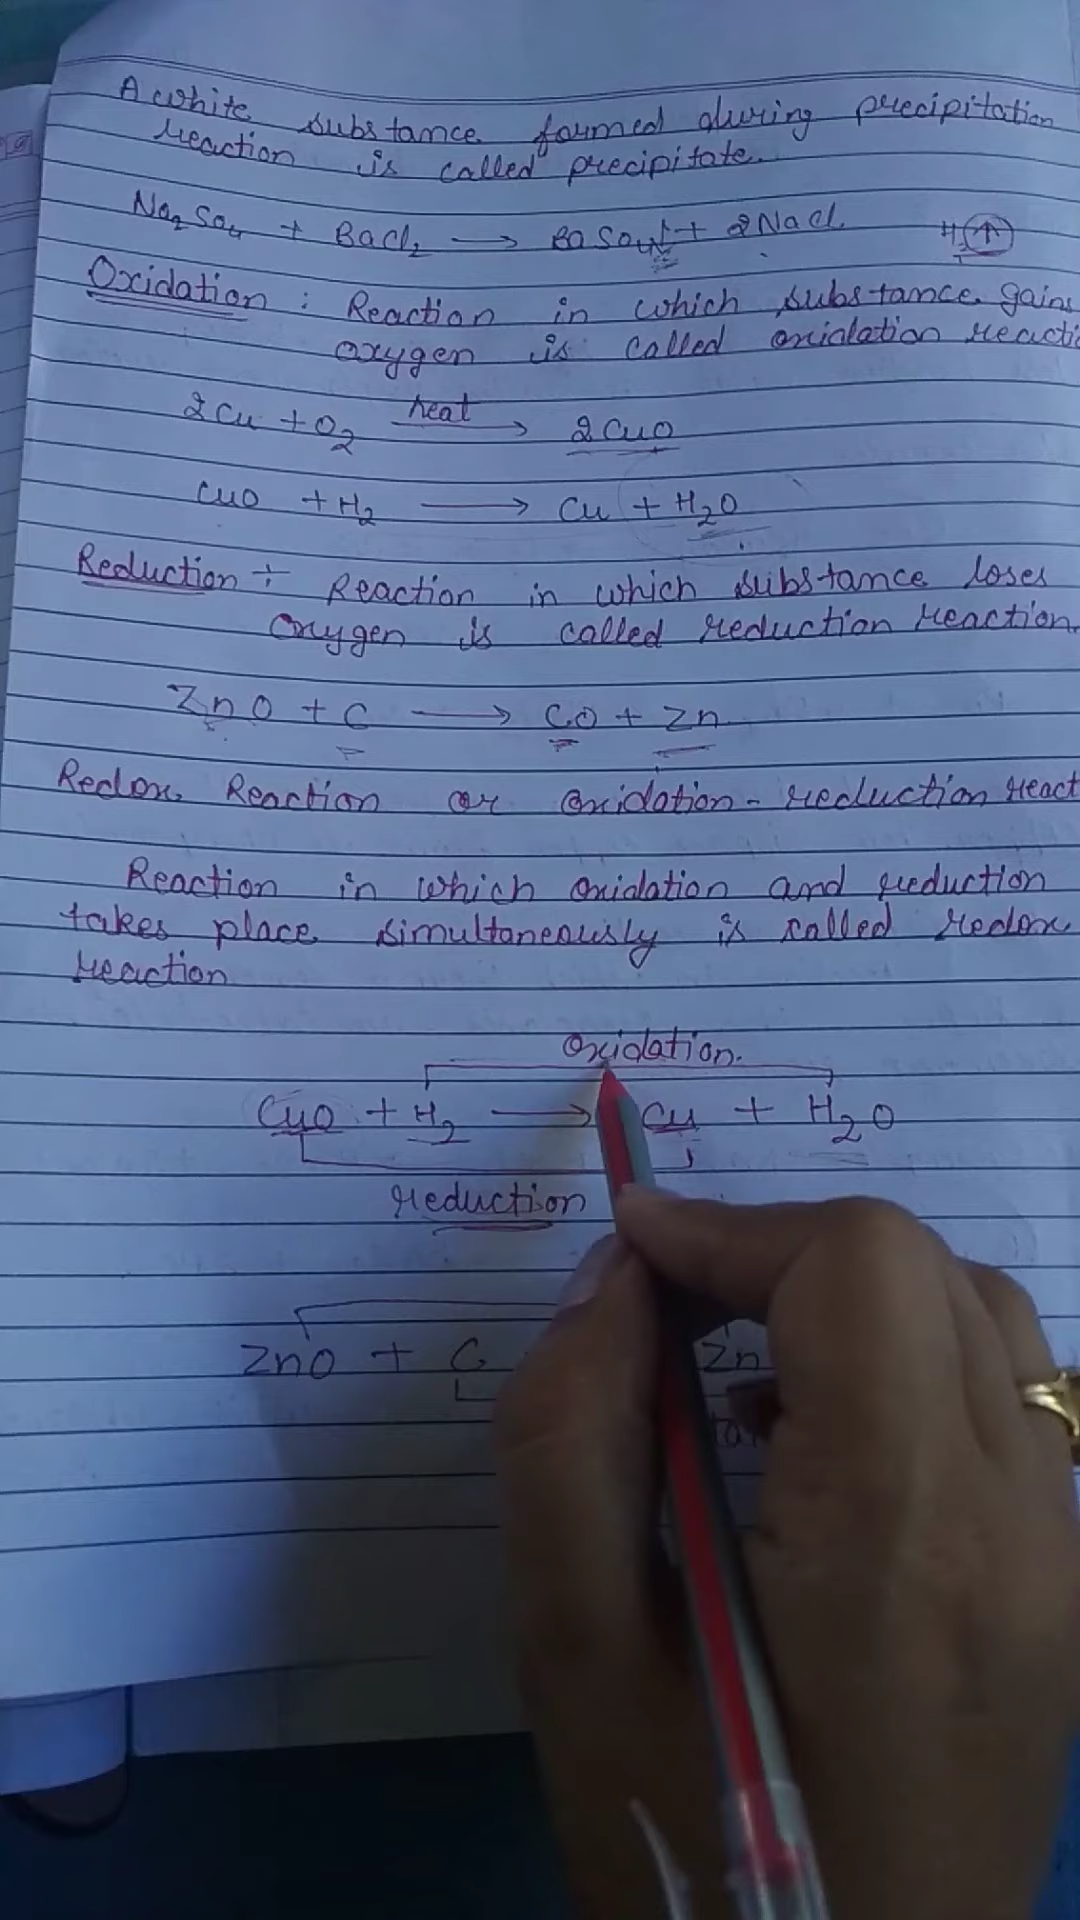 A white substance formed during precipitation
reaction is called precipitate.
Na₂SO₄ + BaCl₂ → BaSO₄↓ + 2NaCl.
Oxidation : Reaction in which substance gains
oxygen is called oxidation reacti
2Cu + O₂ heat → 2CuO
CuO + H₂ → Cu + H₂O
Reduction ÷ Reaction in which substance loses
oxygen is called reduction reaction.
ZnO + C → CO + Zn
Redox Reaction or oxidation - reduction react
Reaction in which oxidation and reduction
takes place simultaneously is called redox
reaction
Oxidation.
CuO + H₂ → Cu + H₂O
reduction
ZnO + C Zn